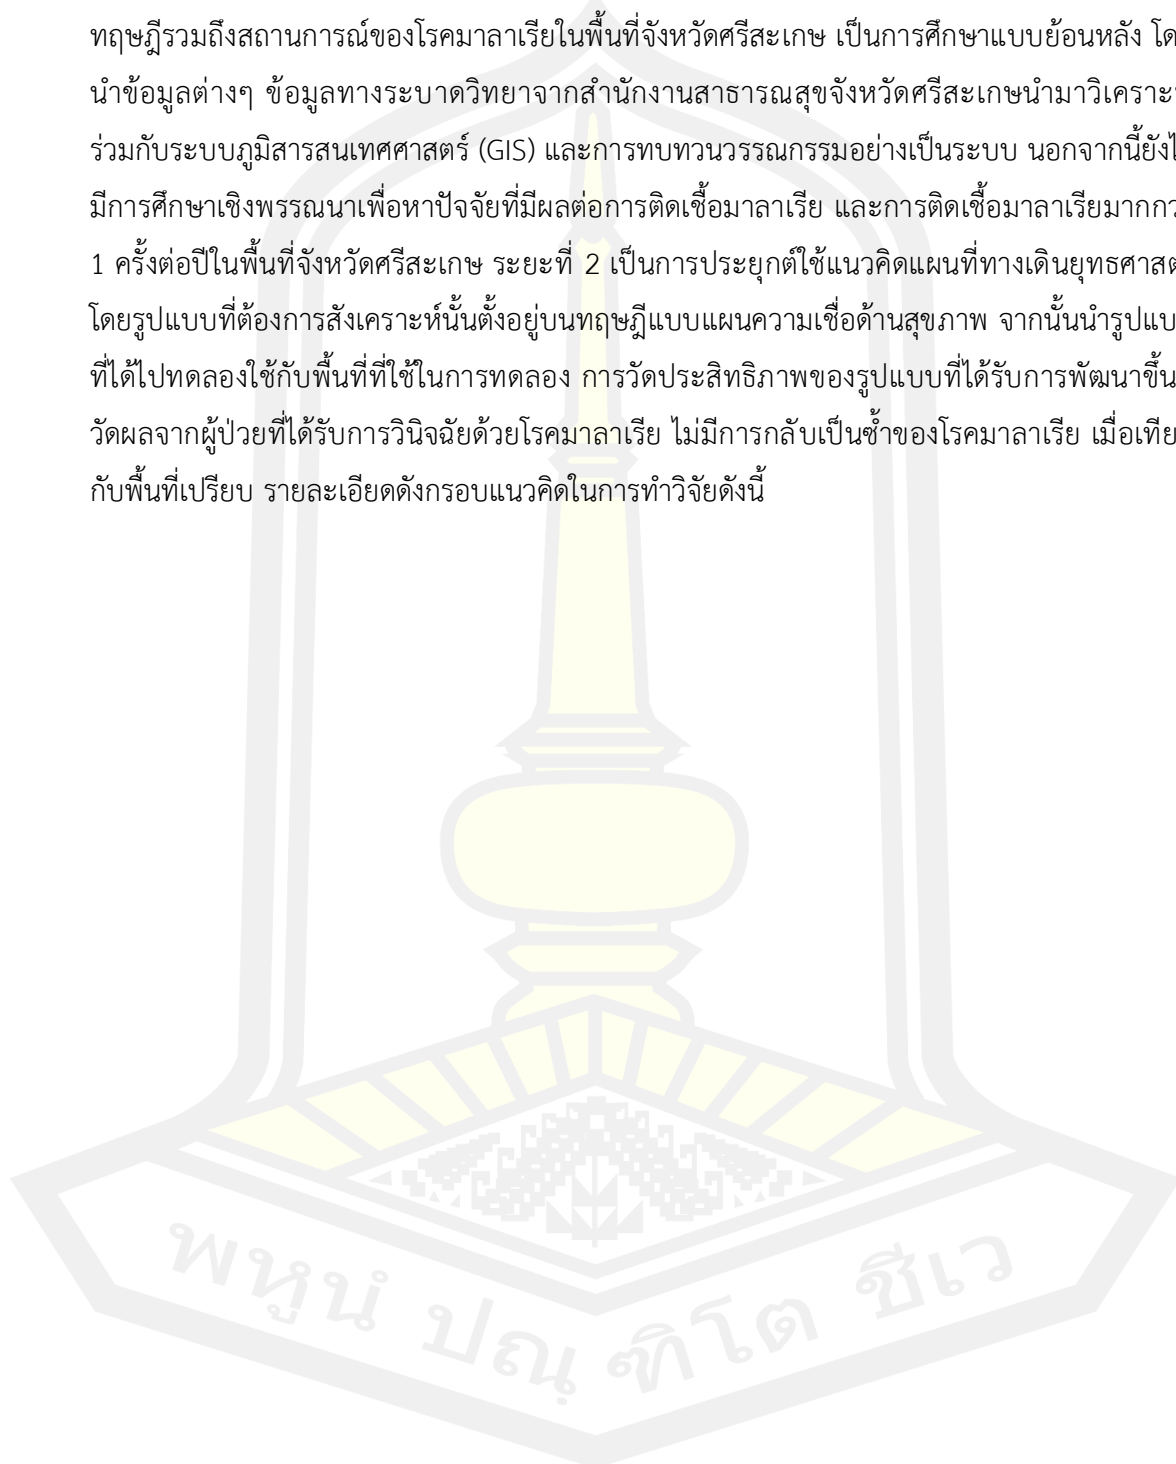 ทฤษฎีรวมถึงสถานการณ์ของโรคมาลาเรียในพื้นที่จังหวัดศรีสะเกษ เป็นการศึกษาแบบย้อนหลัง โด
นำข้อมูลต่างๆ ข้อมูลทางระบาดวิทยาจากสำนักงานสาธารณสุขจังหวัดศรีสะเกษนำมาวิเคราะ
ร่วมกับระบบภูมิสารสนเทศศาสตร์ (GIS) และการทบทวนวรรณกรรมอย่างเป็นระบบ นอกจากนี้ยังไ
มีการศึกษาเชิงพรรณนาเพื่อหาปัจจัยที่มีผลต่อการติดเชื้อมาลาเรีย และการติดเชื้อมาลาเรียมากก
1 ครั้งต่อปีในพื้นที่จังหวัดศรีสะเกษ ระยะที่ 2 เป็นการประยุกต์ใช้แนวคิดแผนที่ทางเดินยุทธศาส
โดยรูปแบบที่ต้องการสังเคราะห์นั้นตั้งอยู่บนทฤษฎีแบบแผนความเชื่อด้านสุขภาพ จากนั้นนำรูปแบ
ที่ได้ไปทดลองใช้กับพื้นที่ที่ใช้ในการทดลอง การวัดประสิทธิภาพของรูปแบบที่ได้รับการพัฒนาขึ้น
วัดผลจากผู้ป่วยที่ได้รับการวินิจฉัยด้วยโรคมาลาเรีย ไม่มีการกลับเป็นซ้ำของโรคมาลาเรีย เมื่อเทีย
กับพื้นที่เปรียบ รายละเอียดดังกรอบแนวคิดในการทำวิจัยดังนี้
พหูนํ ปณฺฑิโต ชีเว